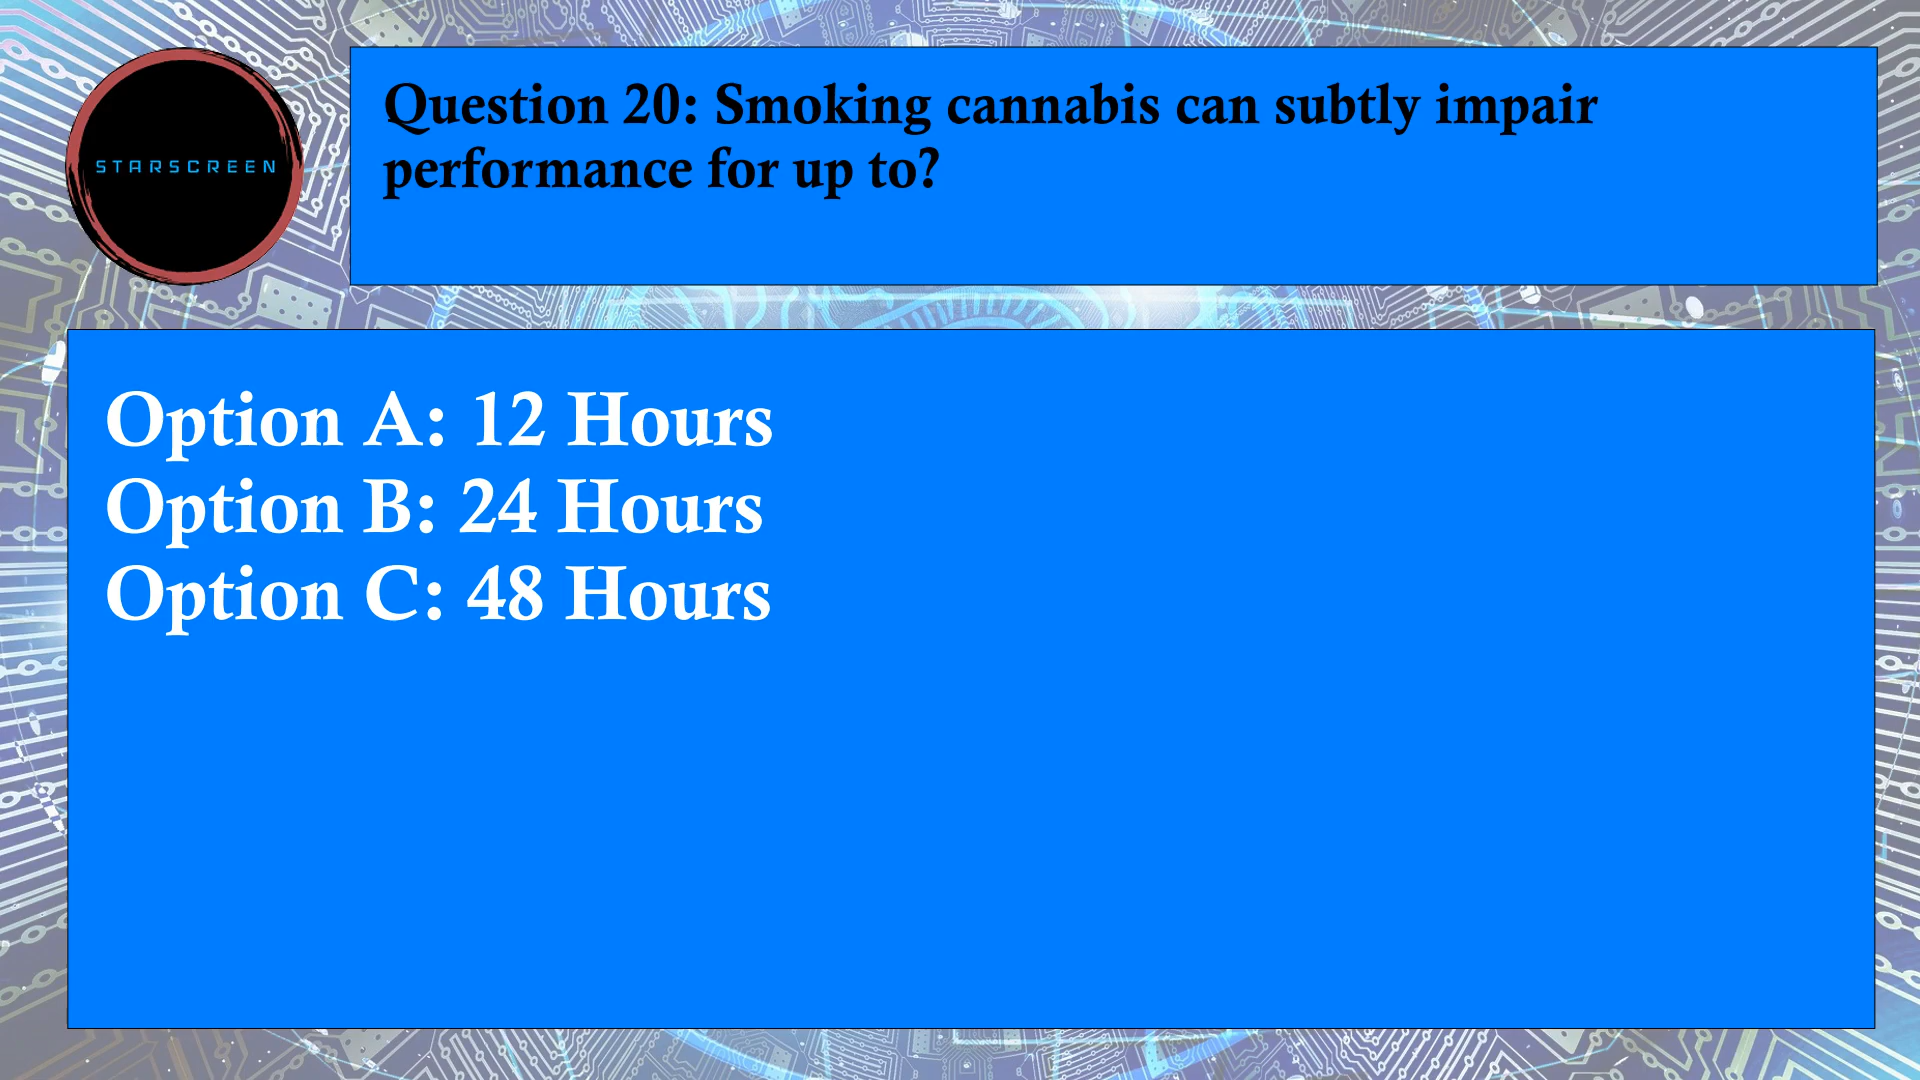 STARSCREEN
Question 20: Smoking cannabis can subtly impair
performance for up to?
Option A: 12 Hours
Option B: 24 Hours
Option C: 48 Hours